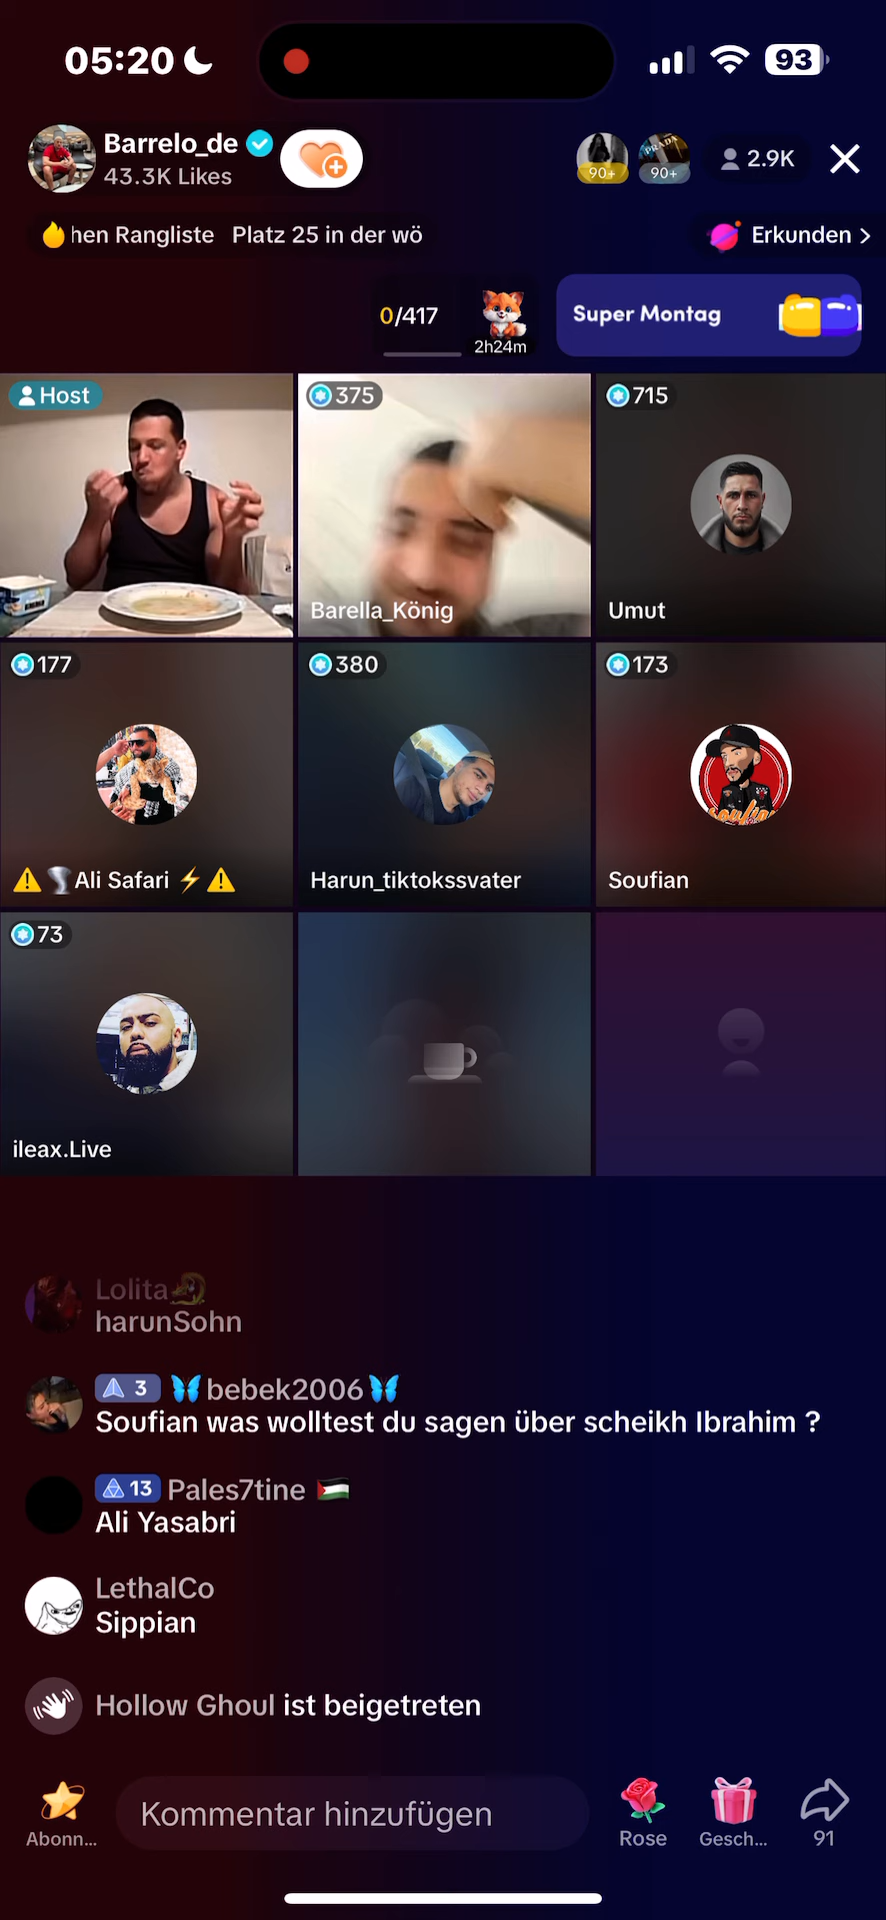 05:20
93
Barrelo_de
43.3K Likes
90+
90+
2.9K
hen Rangliste Platz 25 in der wö
Erkunden >
0/417
2h24m
Super Montag
Host
375
Barella_König
715
Umut
177
Ali Safari
380
Harun_tiktokssvater
173
Soufian
73
ileax.Live
Lolita
harunSohn
3 bebek2006
Soufian was wolltest du sagen über scheikh Ibrahim ?
13 Pales7tine
Ali Yasabri
LethalCo
Sippian
Hollow Ghoul ist beigetreten
Abonn...
Kommentar hinzufügen
Rose
Gesch...
91